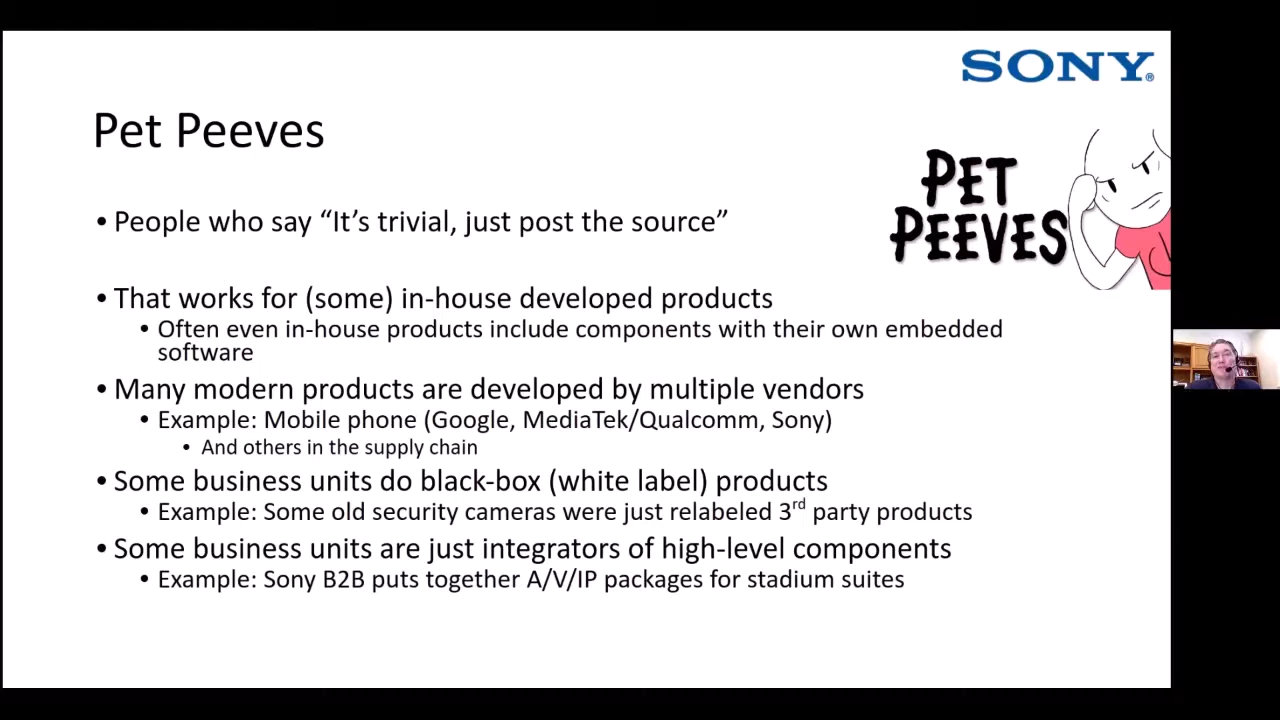 SONY®
Pet Peeves
PET
PEEVES
• People who say “It’s trivial, just post the source”
• That works for (some) in-house developed products
• Often even in-house products include components with their own embedded
software
• Many modern products are developed by multiple vendors
• Example: Mobile phone (Google, MediaTek/Qualcomm, Sony)
• And others in the supply chain
• Some business units do black-box (white label) products
• Example: Some old security cameras were just relabeled 3rd party products
• Some business units are just integrators of high-level components
• Example: Sony B2B puts together A/V/IP packages for stadium suites